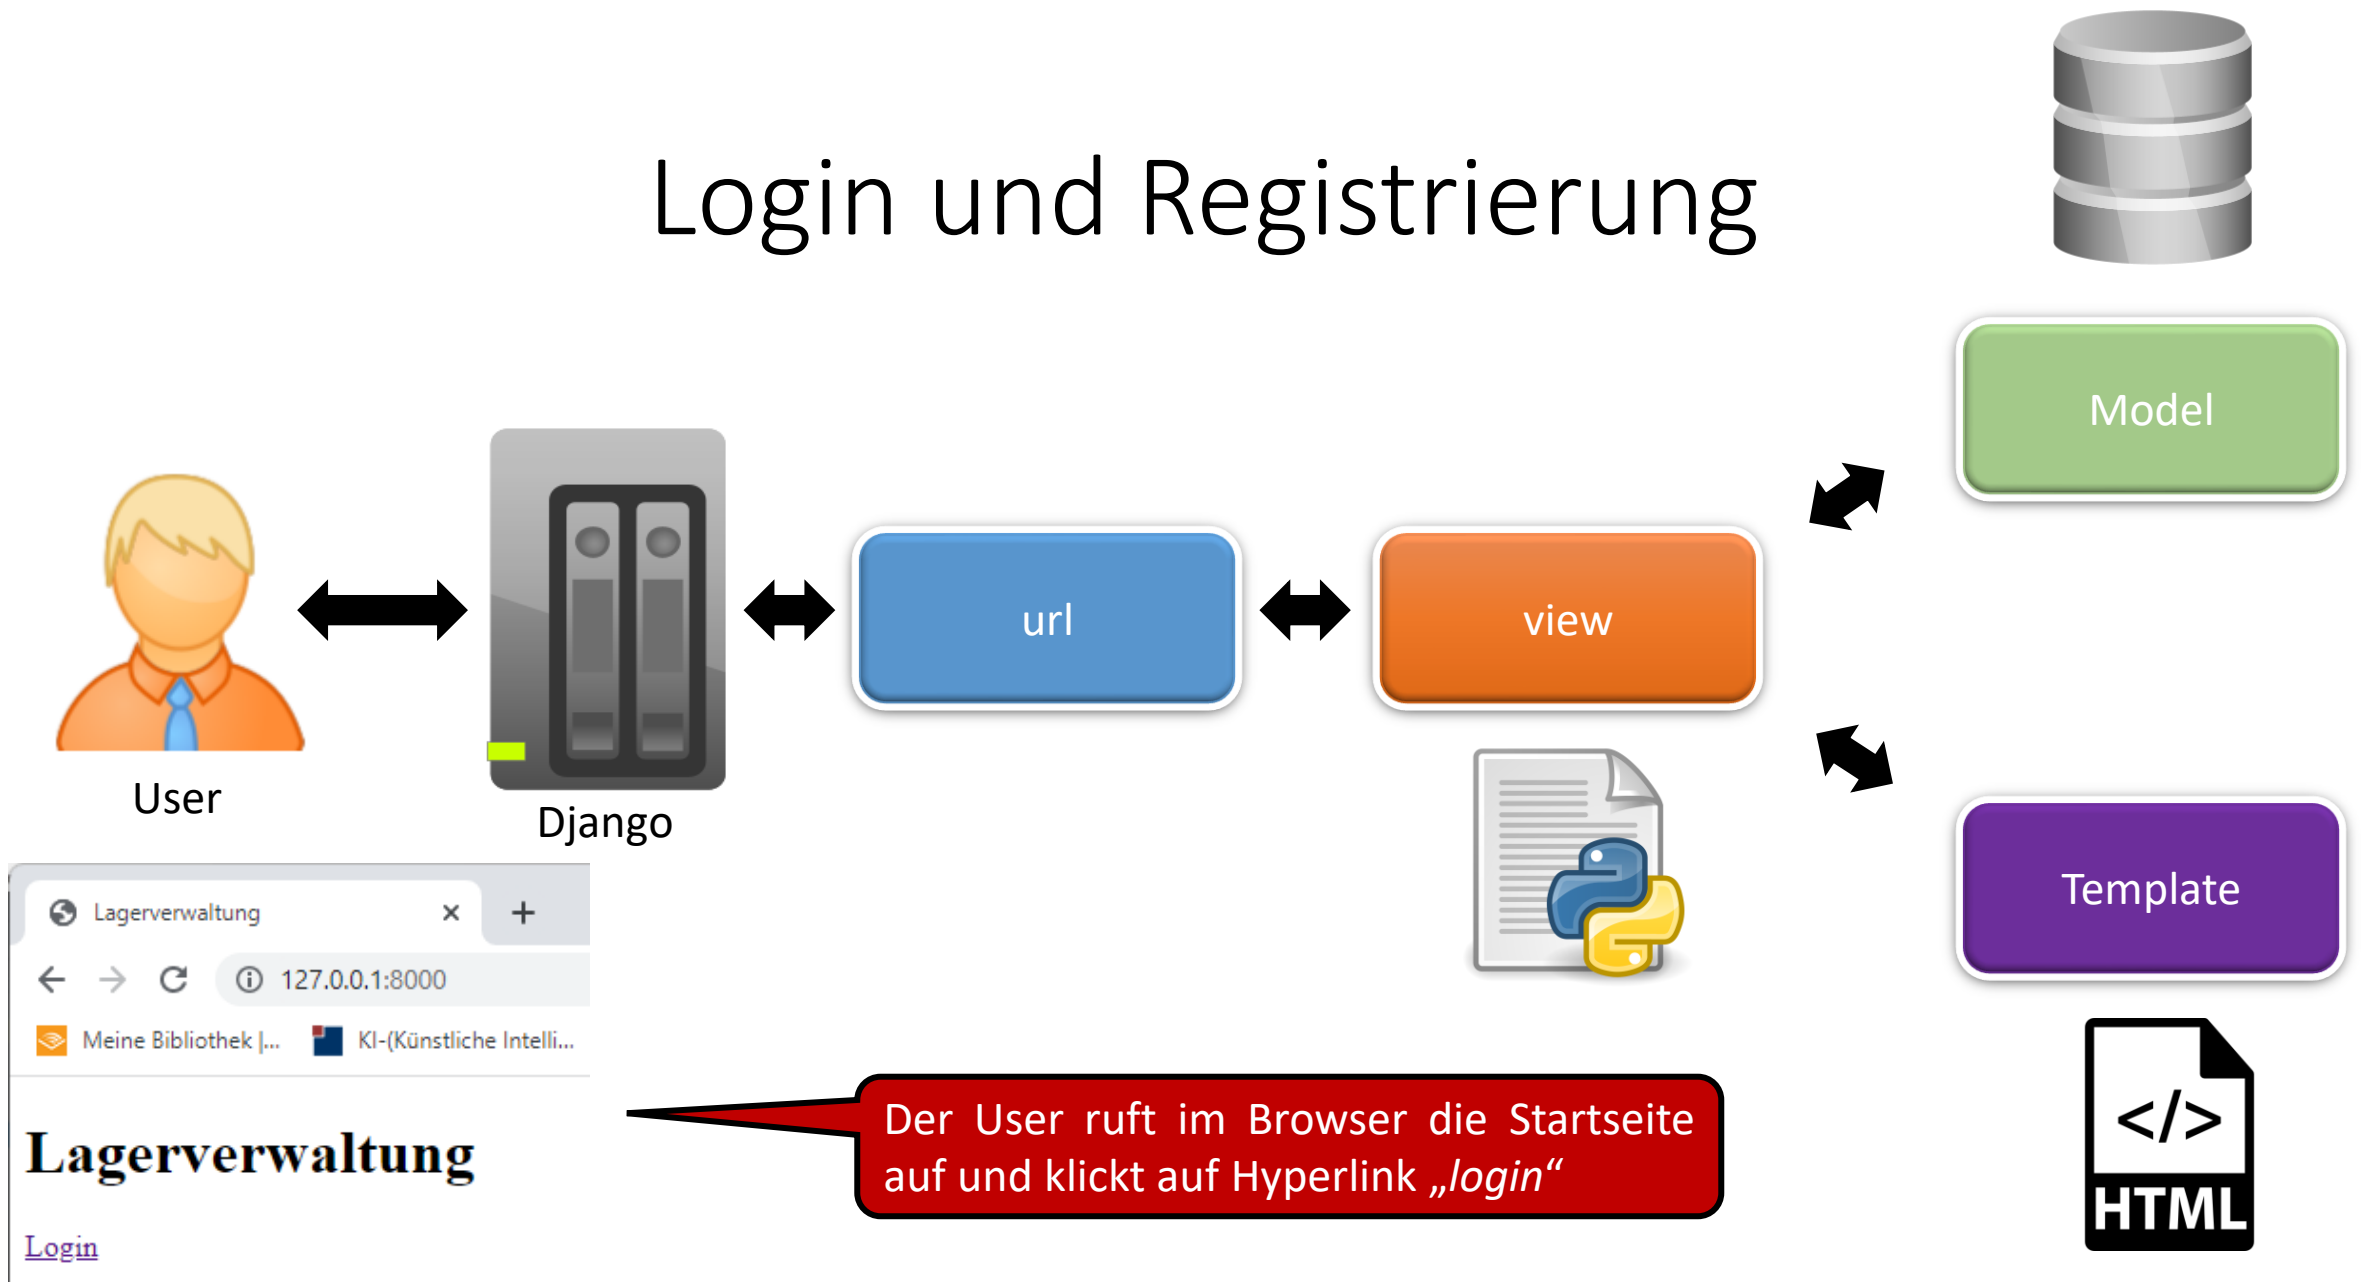 Login und Registrierung
Model
url
view
User
Django
Template
Lagerverwaltung
127.0.0.1:8000
Meine Bibliothek |...
KI-(Künstliche Intelli...
Lagerverwaltung
Login
Der User ruft im Browser die Startseite
auf und klickt auf Hyperlink „login“
</>
HTML